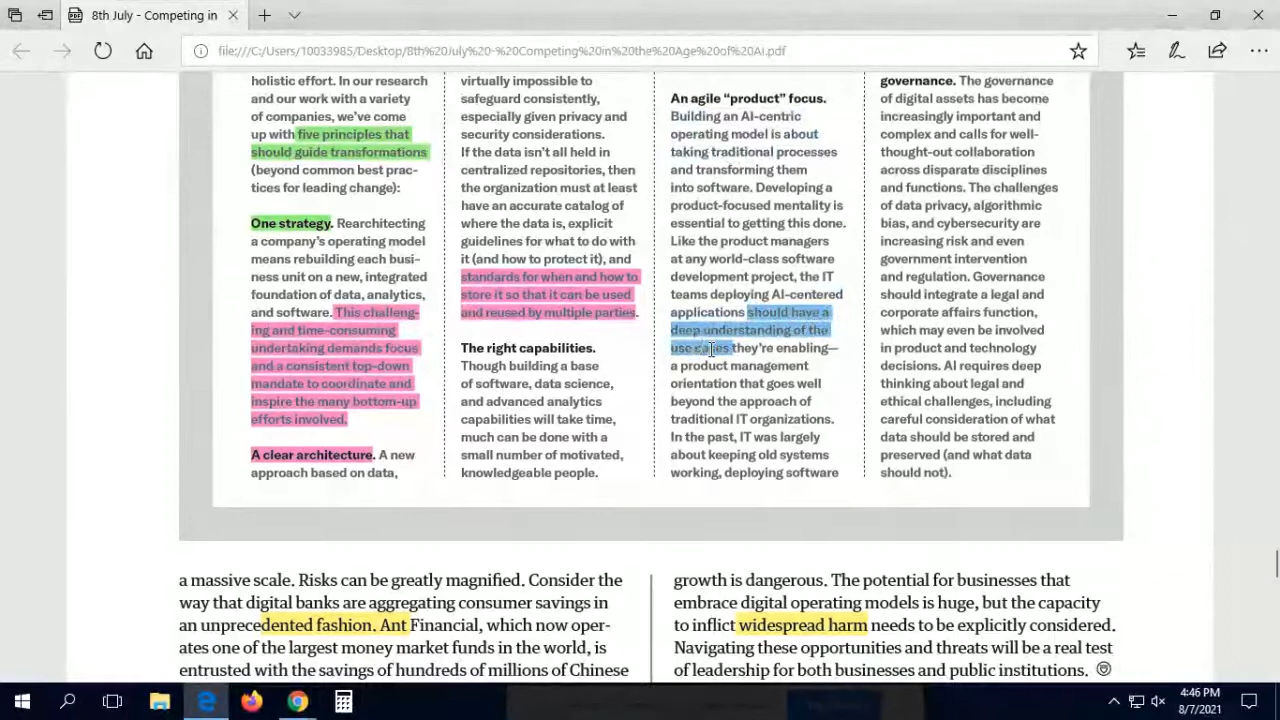 8th July - Competing in
file:///C:/Users/10033985/Desktop/8th%20July%20-%20Competing%20in%20the%20Age%20of%20AI.pdf
holistic effort. In our research
and our work with a variety
of companies, we've come
up with five principles that
should guide transformations
(beyond common best prac-
tices for leading change):
One strategy. Rearchitecting
a company's operating model
means rebuilding each busi-
ness unit on a new, integrated
foundation of data, analytics,
and software. This challeng-
ing and time-consuming
undertaking demands focus
and a consistent top-down
mandate to coordinate and
inspire the many bottom-up
efforts involved.
A clear architecture. A new
approach based on data,
virtually impossible to
safeguard consistently,
especially given privacy and
security considerations.
If the data isn't all held in
centralized repositories, then
the organization must at least
have an accurate catalog of
where the data is, explicit
guidelines for what to do with
it (and how to protect it), and
standards for when and how to
store it so that it can be used
and reused by multiple parties.
The right capabilities.
Though building a base
of software, data science,
and advanced analytics
capabilities will take time,
much can be done with a
small number of motivated,
knowledgeable people.
An agile “product” focus.
Building an AI-centric
operating model is about
taking traditional processes
and transforming them
into software. Developing a
product-focused mentality is
essential to getting this done.
Like the product managers
at any world-class software
development project, the IT
teams deploying AI-centered
applications should have a
deep understanding of the
use cases they're enabling—
a product management
orientation that goes well
beyond the approach of
traditional IT organizations.
In the past, IT was largely
about keeping old systems
working, deploying software
governance. The governance
of digital assets has become
increasingly important and
complex and calls for well-
thought-out collaboration
across disparate disciplines
and functions. The challenges
of data privacy, algorithmic
bias, and cybersecurity are
increasing risk and even
government intervention
and regulation. Governance
should integrate a legal and
corporate affairs function,
which may even be involved
in product and technology
decisions. AI requires deep
thinking about legal and
ethical challenges, including
careful consideration of what
data should be stored and
preserved (and what data
should not).
a massive scale. Risks can be greatly magnified. Consider the
way that digital banks are aggregating consumer savings in
an unprecedented fashion. Ant Financial, which now oper-
ates one of the largest money market funds in the world, is
entrusted with the savings of hundreds of millions of Chinese
growth is dangerous. The potential for businesses that
embrace digital operating models is huge, but the capacity
to inflict widespread harm needs to be explicitly considered.
Navigating these opportunities and threats will be a real test
of leadership for both businesses and public institutions.
4:46 PM
8/7/2021